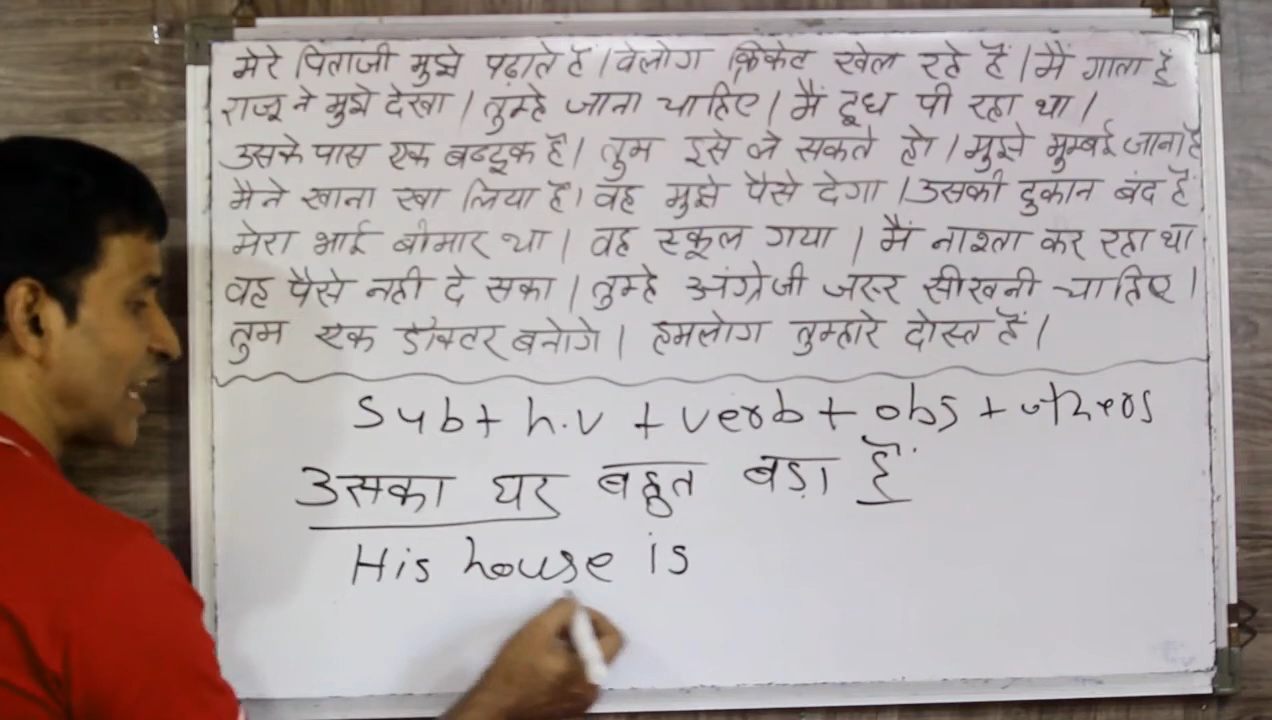 मेरे पिताजी मुझे पढ़ाते हैं। वेलोग क्रिकेट खेल रहे हैं। मैं गाता हूँ
राजू ने मुझे देखा। तुम्हे जाना चाहिए। मैं दूध पी रहा था।
उसके पास एक बन्दूक है। तुम इसे ले सकते हो। मुझे मुम्बई जाना है
मैने खाना खा लिया है। वह मुझे पैसे देगा। उसकी दुकान बंद है
मेरा भाई बीमार था। वह स्कूल गया। मैं नाश्ता कर रहा था
वह पैसे नही दे सका। तुम्हे अंग्रेजी जरूर सीखनी चाहिए।
तुम एक डॉक्टर बनोगे। हमलोग तुम्हारे दोस्त हैं।
Sub + h.v + verb + obj + others
उसका घर बहुत बड़ा है
His house is